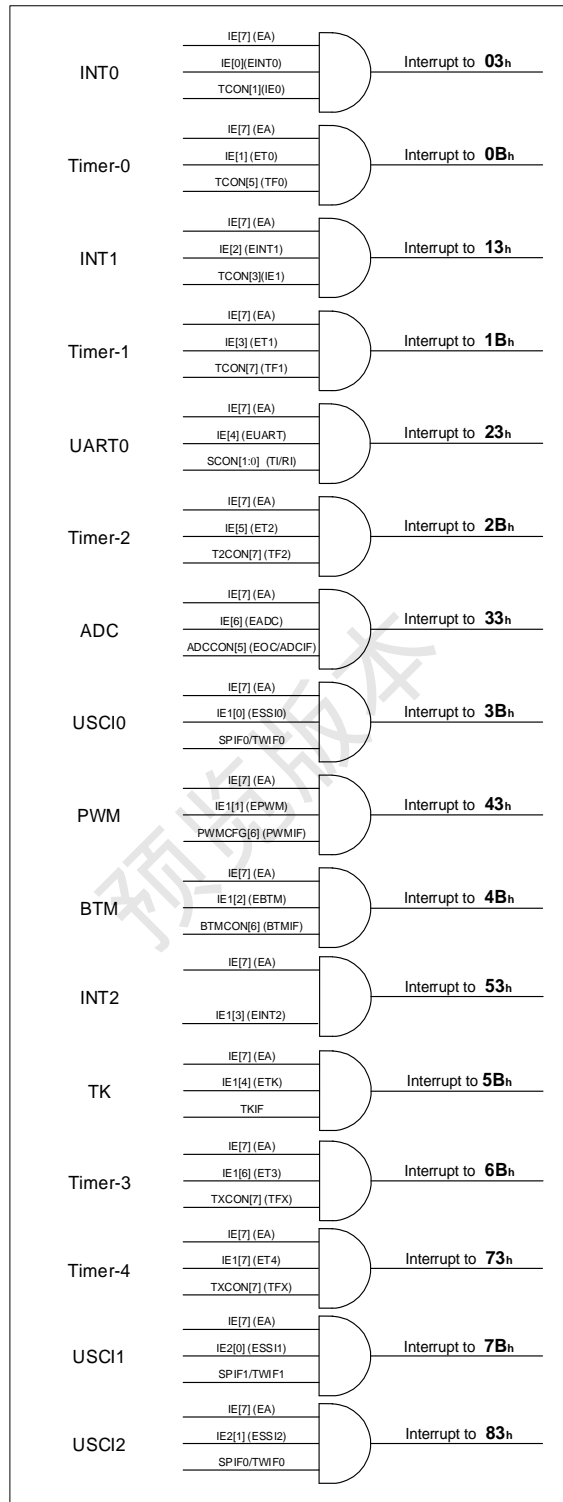 IE[7] (EA)
INT0 IE[0](EINT0) Interrupt to 03h
TCON[1](IE0)
IE[7] (EA)
Timer-0 IE[1] (ET0) Interrupt to 0Bh
TCON[5] (TF0)
IE[7] (EA)
INT1 IE[2] (EINT1) Interrupt to 13h
TCON[3](IE1)
IE[7] (EA)
Timer-1 IE[3] (ET1) Interrupt to 1Bh
TCON[7] (TF1)
IE[7] (EA)
UART0 IE[4] (EUART) Interrupt to 23h
SCON[1:0] (TI/RI)
IE[7] (EA)
Timer-2 IE[5] (ET2) Interrupt to 2Bh
T2CON[7] (TF2)
IE[7] (EA)
ADC IE[6] (EADC) Interrupt to 33h
ADCCON[5] (EOC/ADCIF)
IE[7] (EA)
USCI0 IE1[0] (ESSI0) Interrupt to 3Bh
SPIF0/TWIF0
IE[7] (EA)
PWM IE1[1] (EPWM) Interrupt to 43h
PWMCFG[6] (PWMIF)
IE[7] (EA)
BTM IE1[2] (EBTM) Interrupt to 4Bh
BTMCON[6] (BTMIF)
IE[7] (EA)
INT2 Interrupt to 53h
IE1[3] (EINT2)
IE[7] (EA)
TK IE1[4] (ETK) Interrupt to 5Bh
TKIF
IE[7] (EA)
Timer-3 IE1[6] (ET3) Interrupt to 6Bh
TXCON[7] (TFX)
IE[7] (EA)
Timer-4 IE1[7] (ET4) Interrupt to 73h
TXCON[7] (TFX)
IE[7] (EA)
USCI1 IE2[0] (ESSI1) Interrupt to 7Bh
SPIF1/TWIF1
IE[7] (EA)
USCI2 IE2[1] (ESSI2) Interrupt to 83h
SPIF0/TWIF0
预览版本